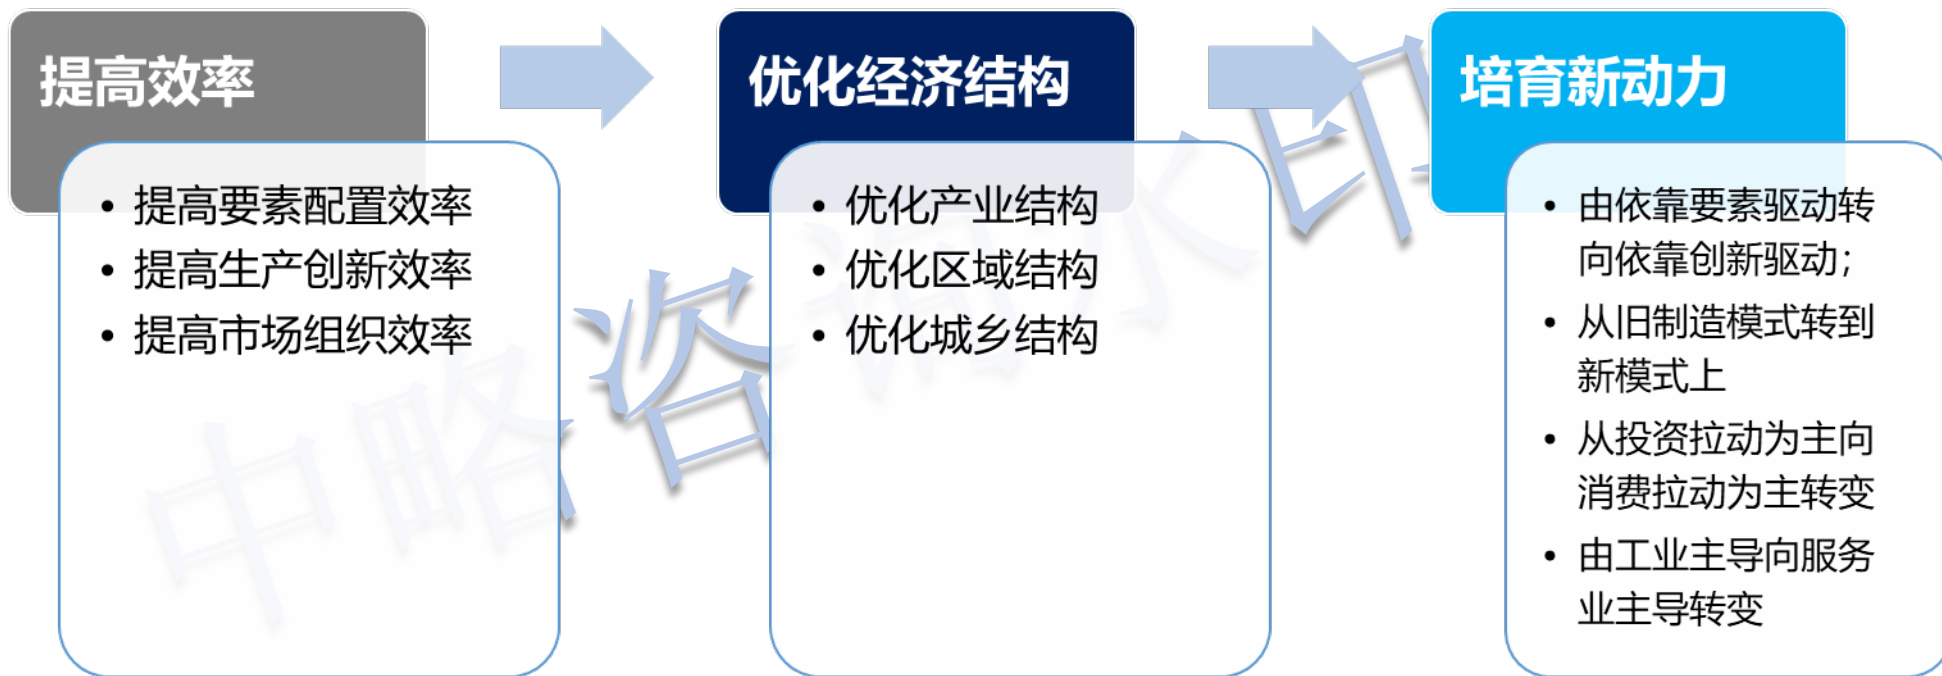 提高效率
• 提高要素配置效率
• 提高生产创新效率
• 提高市场组织效率
优化经济结构
• 优化产业结构
• 优化区域结构
• 优化城乡结构
培育新动力
• 由依靠要素驱动转
向依靠创新驱动；
• 从旧制造模式转到
新模式上
• 从投资拉动为主向
消费拉动为主转变
• 由工业主导向服务
业主导转变
中略咨询水印